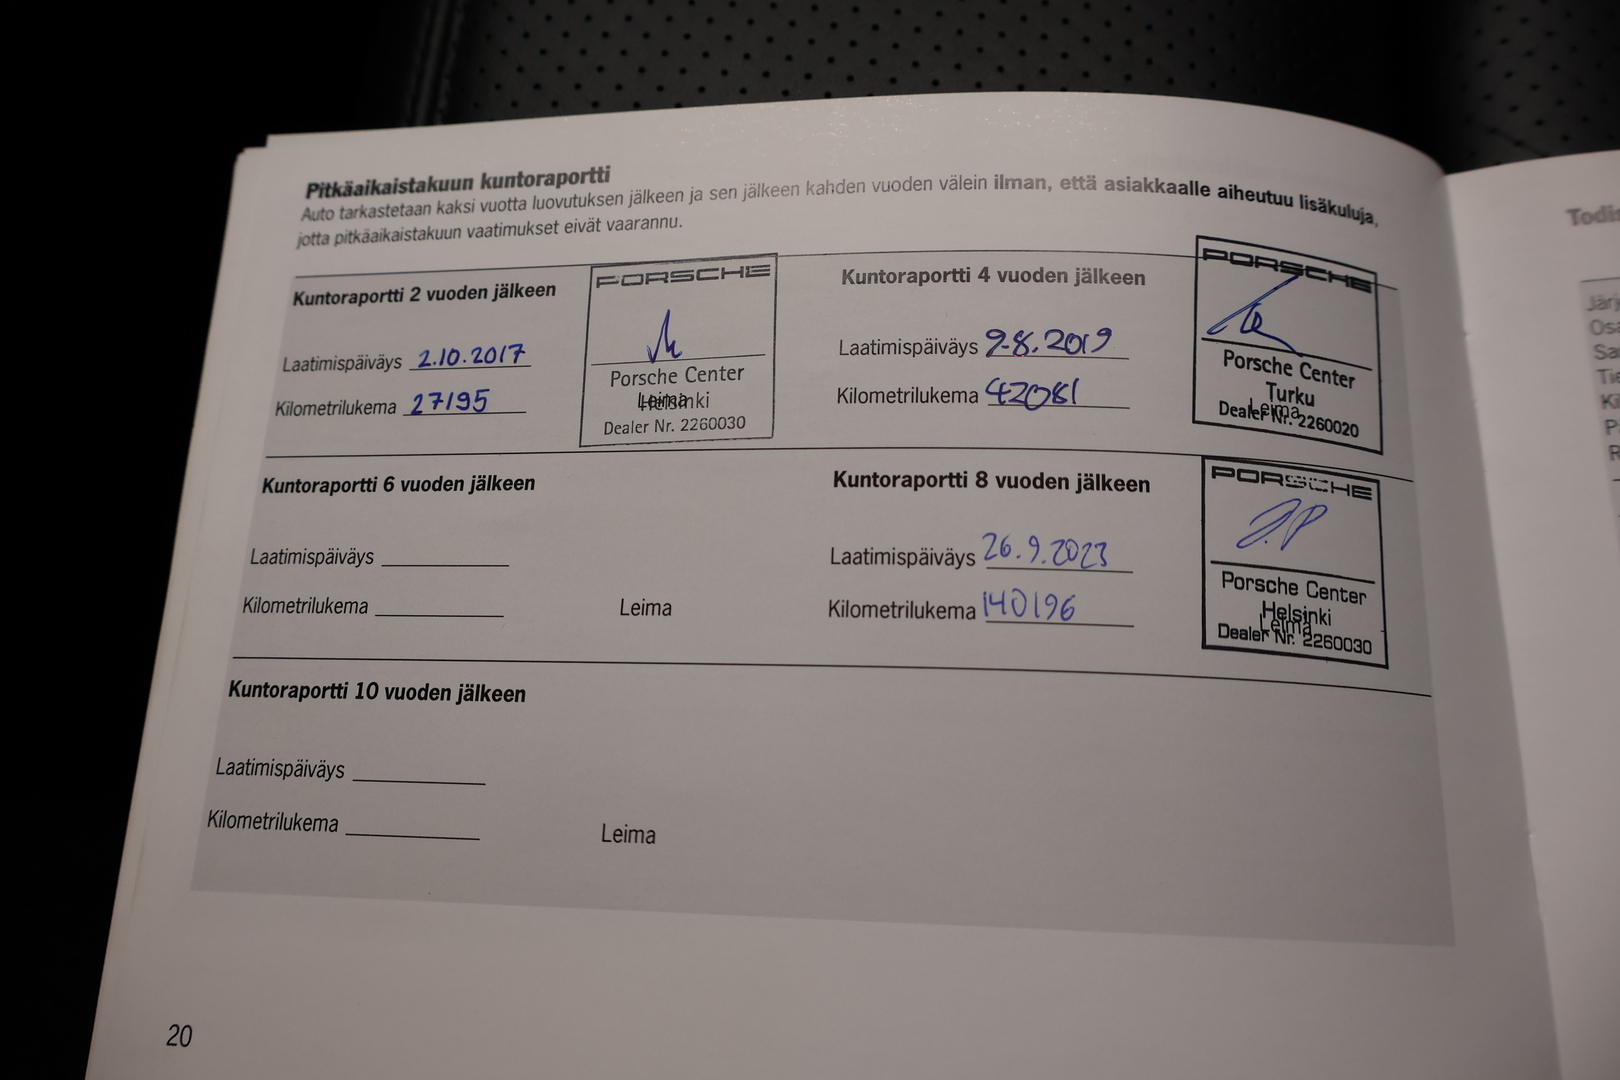 Pitkäaikaistakuun kuntoraportti
Auto tarkastetaan kaksi vuotta luovutuksen jälkeen ja sen jälkeen kahden vuoden välein ilman, että asiakkaalle aiheutuu lisäkuluja,
jotta pitkäaikaistakuun vaatimukset eivät vaarannu.
Kuntoraportti 2 vuoden jälkeen
Laatimispäiväys 2.10.2017
Kilometrilukema 27195
PORSCHE
Porsche Center
Helsinki
Leima
Dealer Nr. 2260030
Kuntoraportti 4 vuoden jälkeen
Laatimispäiväys 9.8.2019
Kilometrilukema 42081
PORSCHE
Porsche Center
Turku
Leima
Dealer Nr. 2260020
Kuntoraportti 6 vuoden jälkeen
Laatimispäiväys
Kilometrilukema
Leima
Kuntoraportti 8 vuoden jälkeen
Laatimispäiväys 26.9.2023
Kilometrilukema 140196
PORSCHE
Porsche Center
Helsinki
Leima
Dealer Nr. 2260030
Kuntoraportti 10 vuoden jälkeen
Laatimispäiväys
Kilometrilukema
Leima
20